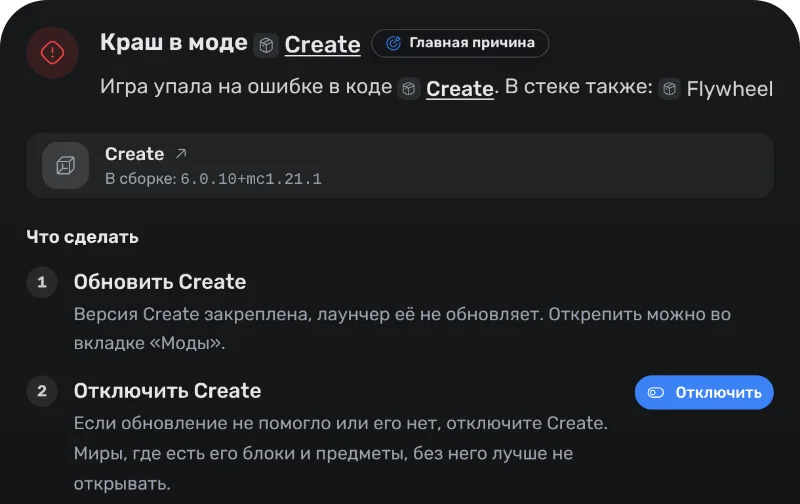 Краш в моде Create Главная причина
Игра упала на ошибке в коде Create. В стеке также: Flywheel
Create ↗
В сборке: 6.0.10+mc1.21.1
Что сделать
1 Обновить Create
Версия Create закреплена, лаунчер её не обновляет. Открепить можно во
вкладке «Моды».
2 Отключить Create Отключить
Если обновление не помогло или его нет, отключите Create.
Миры, где есть его блоки и предметы, без него лучше не
открывать.